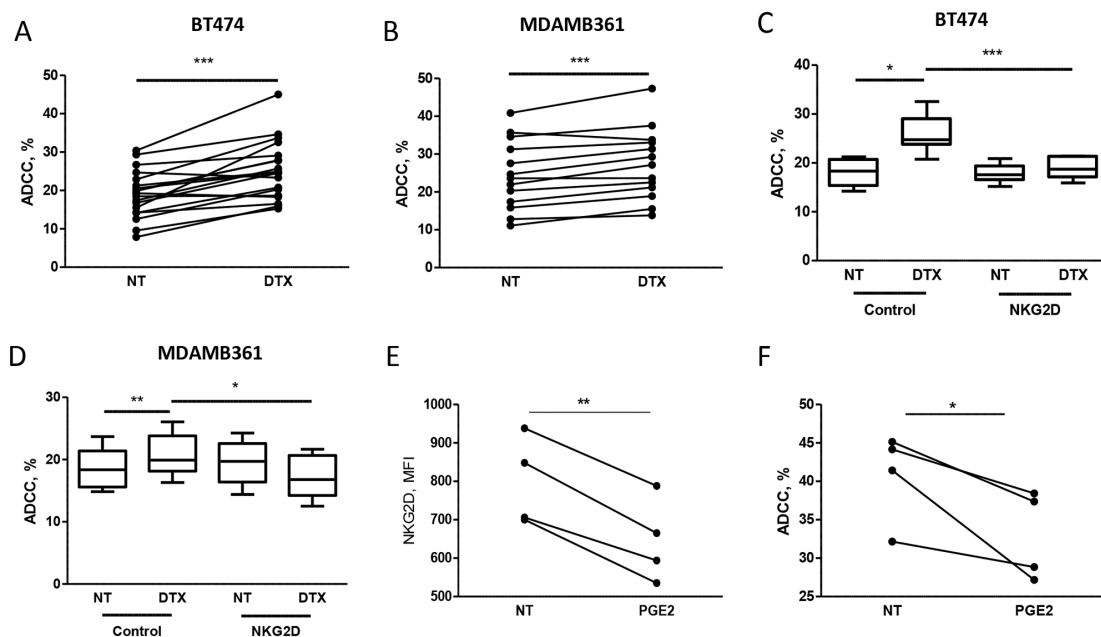 A
BT474
***
ADCC, %
50
40
30
20
10
0
NT
DTX
B
MDAMB361
***
ADCC, %
50
40
30
20
10
0
NT
DTX
C
BT474
*
***
ADCC, %
40
30
20
10
0
NT
DTX
NT
DTX
Control
NKG2D
D
MDAMB361
**
*
ADCC, %
30
20
10
0
NT
DTX
NT
DTX
Control
NKG2D
E
**
NKG2D, MFI
1000
900
800
700
600
500
NT
PGE2
F
*
ADCC, %
50
45
40
35
30
25
NT
PGE2